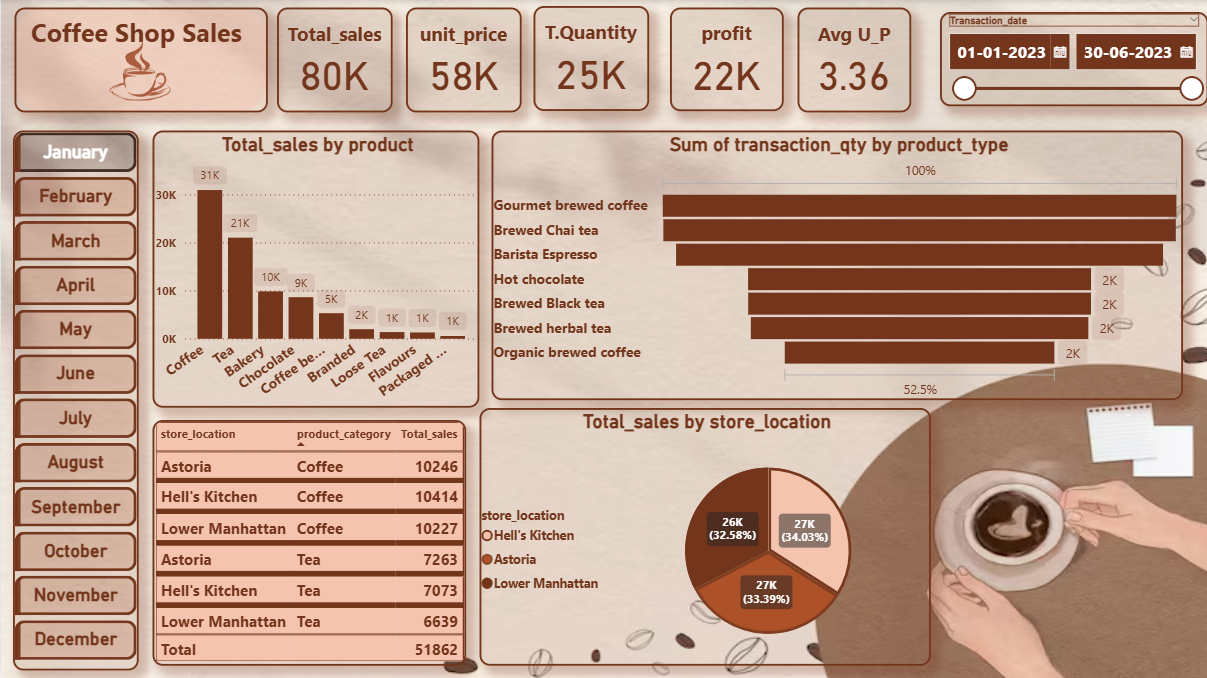 Coffee Shop Sales
Total_sales
80K
unit_price
58K
T.Quantity
25K
profit
22K
Avg U_P
3.36
Transaction_date
01-01-2023
30-06-2023
January
February
March
April
May
June
July
August
September
October
November
December
Total_sales by product
30K
20K
10K
0K
31K
21K
10K
9K
5K
2K
1K
1K
1K
Coffee
Tea
Bakery
Chocolate
Coffee be...
Branded
Loose Tea
Flavours
Packaged ...
Sum of transaction_qty by product_type
100%
Gourmet brewed coffee
Brewed Chai tea
Barista Espresso
Hot chocolate 2K
Brewed Black tea 2K
Brewed herbal tea 2K
Organic brewed coffee 2K
52.5%
store_location product_category Total_sales
Astoria Coffee 10246
Hell's Kitchen Coffee 10414
Lower Manhattan Coffee 10227
Astoria Tea 7263
Hell's Kitchen Tea 7073
Lower Manhattan Tea 6639
Total 51862
Total_sales by store_location
store_location
Hell's Kitchen
Astoria
Lower Manhattan
26K
(32.58%)
27K
(34.03%)
27K
(33.39%)